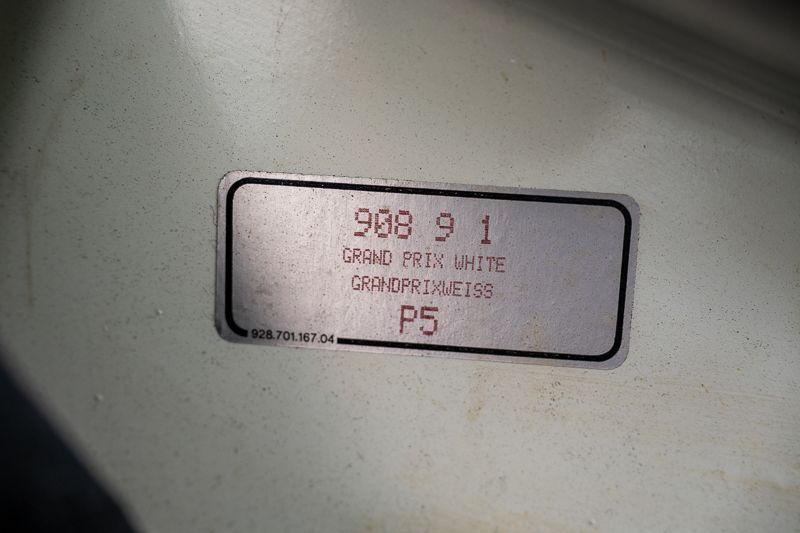 908 9 1
GRAND PRIX WHITE
GRANDPRIXWEISS
P5
928.701.167.04